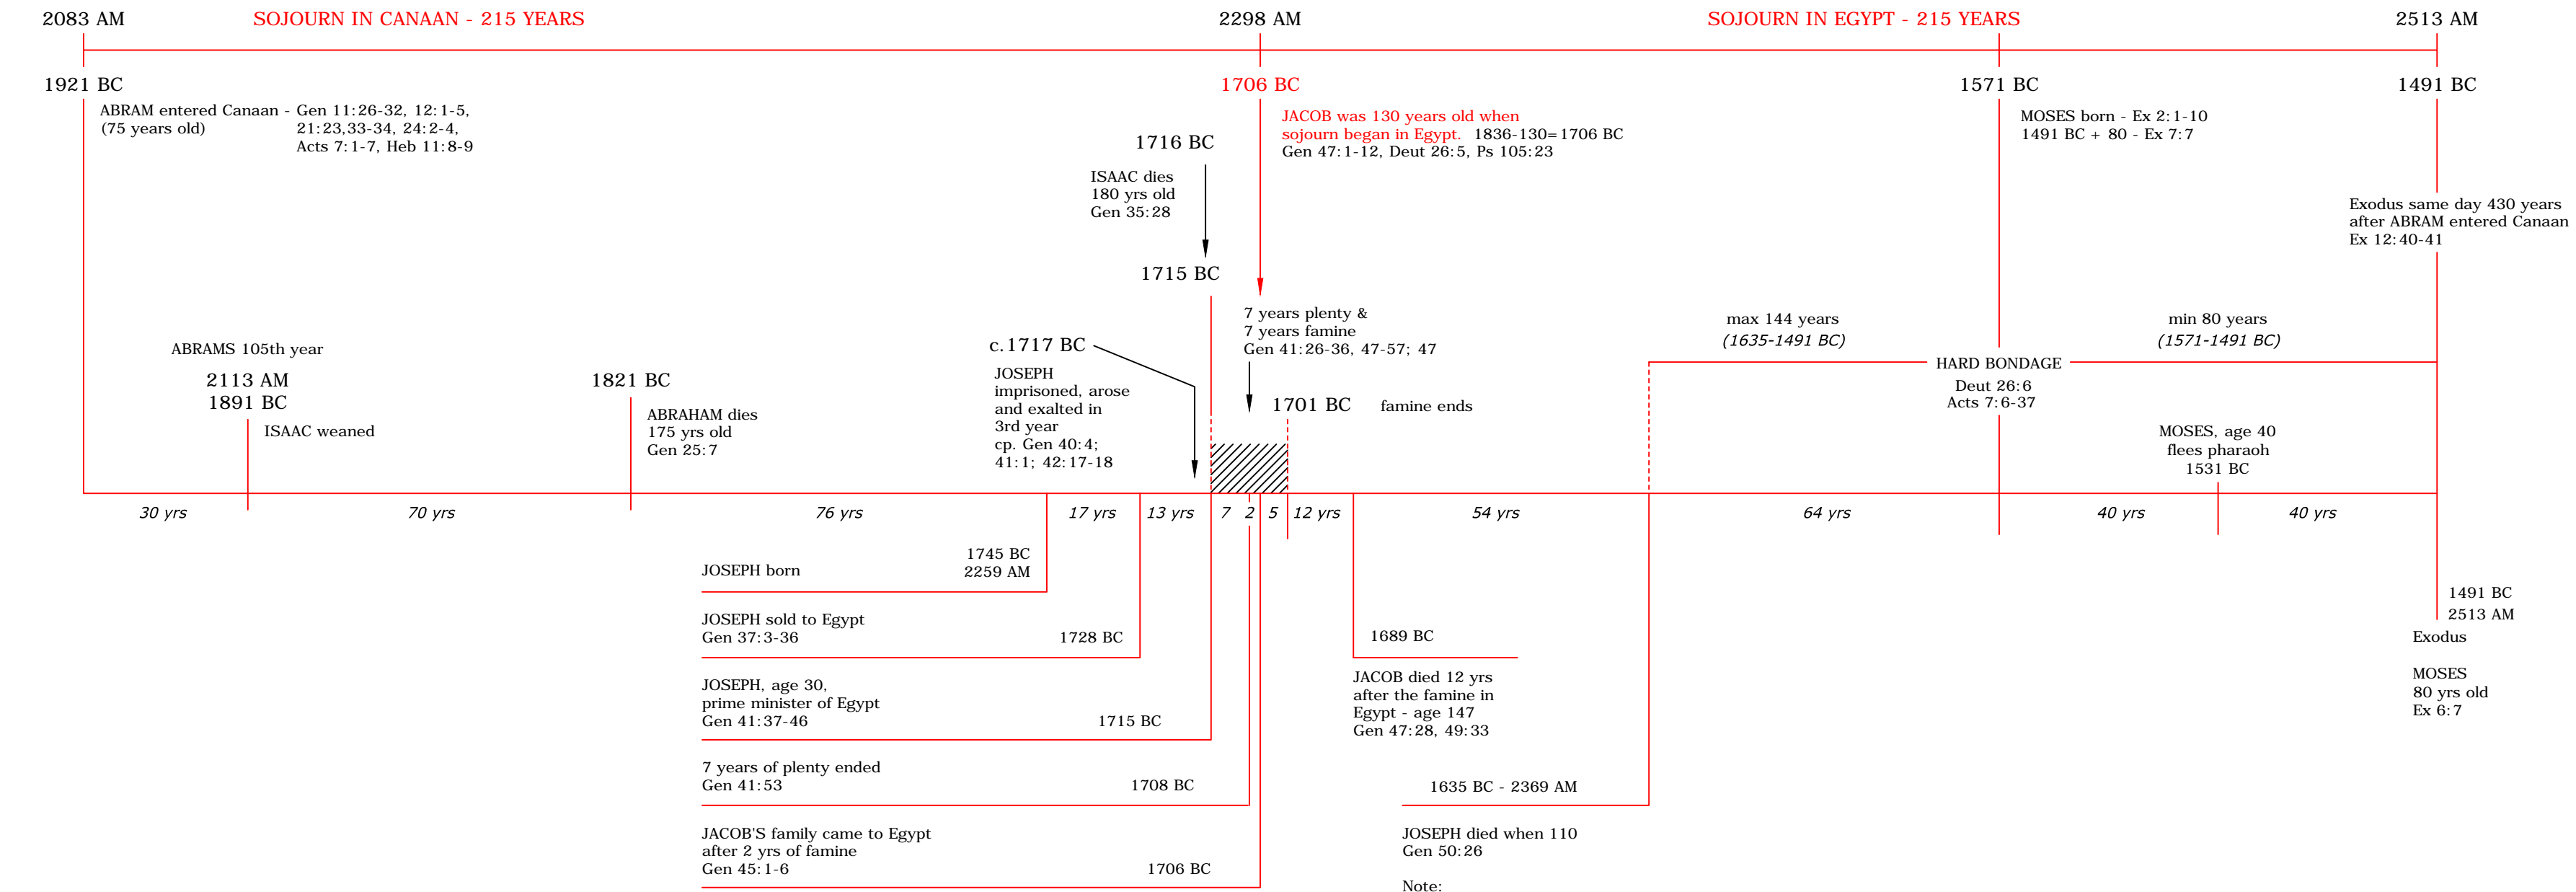 2083 AM
SOJOURN IN CANAAN - 215 YEARS
2298 AM
SOJOURN IN EGYPT - 215 YEARS
2513 AM
1921 BC
ABRAM entered Canaan - Gen 11:26-32, 12:1-5,
(75 years old) 21:23,33-34, 24:2-4,
Acts 7:1-7, Heb 11:8-9
1706 BC
JACOB was 130 years old when
sojourn began in Egypt. 1836-130=1706 BC
Gen 47:1-12, Deut 26:5, Ps 105:23
1571 BC
MOSES born - Ex 2:1-10
1491 BC + 80 - Ex 7:7
1491 BC
Exodus same day 430 years
after ABRAM entered Canaan
Ex 12:40-41
1716 BC
ISAAC dies
180 yrs old
Gen 35:28
1715 BC
7 years plenty &
7 years famine
Gen 41:26-36, 47-57; 47
1701 BC famine ends
c.1717 BC
JOSEPH
imprisoned, arose
and exalted in
3rd year
cp. Gen 40:4;
41:1; 42:17-18
ABRAMS 105th year
2113 AM
1891 BC
ISAAC weaned
1821 BC
ABRAHAM dies
175 yrs old
Gen 25:7
max 144 years
(1635-1491 BC)
min 80 years
(1571-1491 BC)
HARD BONDAGE
Deut 26:6
Acts 7:6-37
MOSES, age 40
flees pharaoh
1531 BC
30 yrs
70 yrs
76 yrs
17 yrs
13 yrs
7
2
5
12 yrs
54 yrs
64 yrs
40 yrs
40 yrs
1745 BC
JOSEPH born 2259 AM
JOSEPH sold to Egypt
Gen 37:3-36 1728 BC
JOSEPH, age 30,
prime minister of Egypt
Gen 41:37-46 1715 BC
7 years of plenty ended
Gen 41:53 1708 BC
JACOB'S family came to Egypt
after 2 yrs of famine
Gen 45:1-6 1706 BC
1689 BC
JACOB died 12 yrs
after the famine in
Egypt - age 147
Gen 47:28, 49:33
1635 BC - 2369 AM
JOSEPH died when 110
Gen 50:26
Note:
1491 BC
2513 AM
Exodus
MOSES
80 yrs old
Ex 6:7